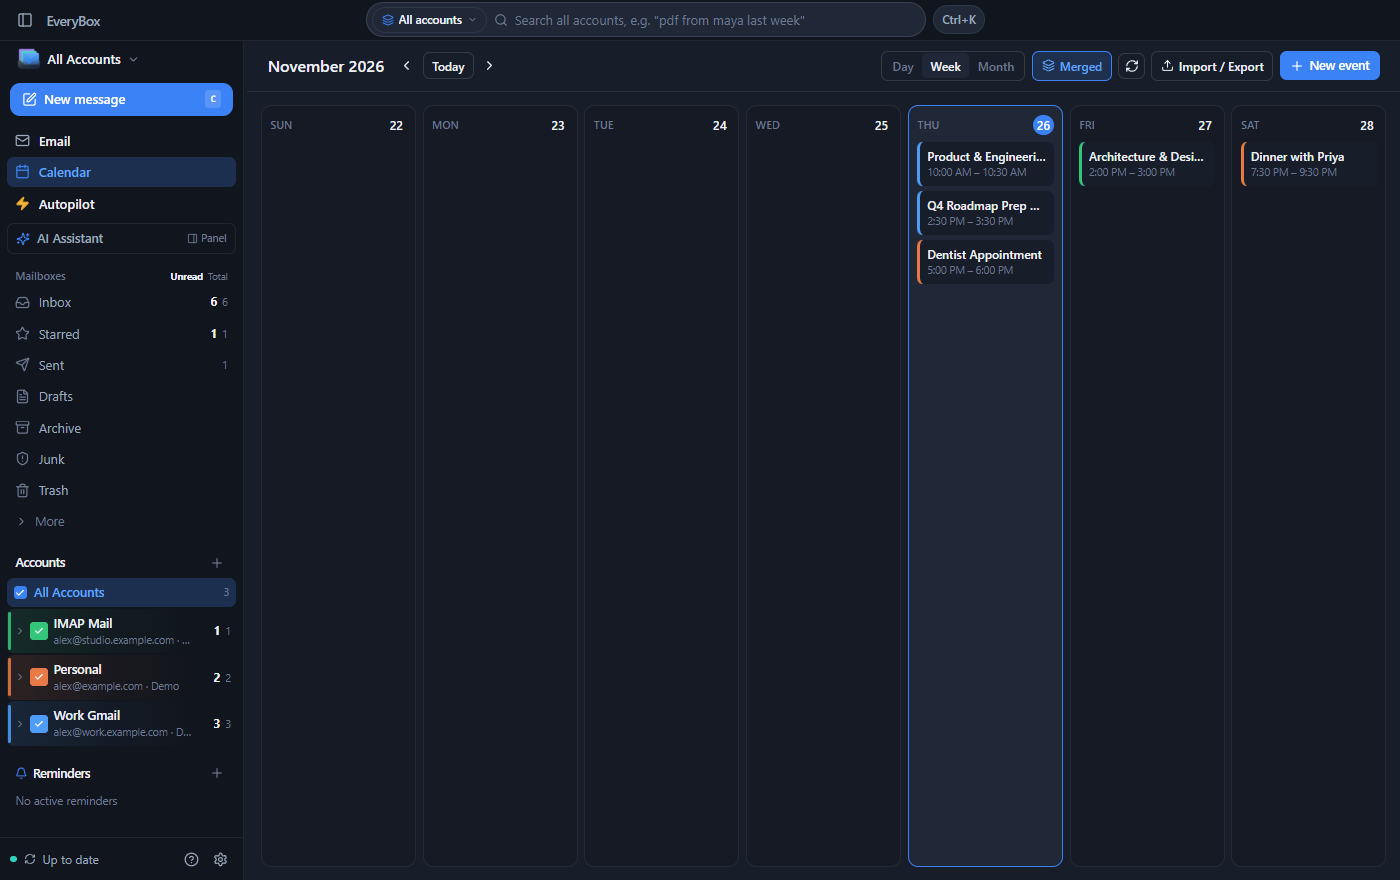 EveryBox
All accounts
Search all accounts, e.g. "pdf from maya last week"
Ctrl+K
All Accounts
New message
C
Email
Calendar
Autopilot
AI Assistant
Panel
Mailboxes
Unread Total
Inbox 6 6
Starred 1 1
Sent 1
Drafts
Archive
Junk
Trash
More
Accounts
All Accounts 3
IMAP Mail
alex@studio.example.com · ...
1 1
Personal
alex@example.com · Demo
2 2
Work Gmail
alex@work.example.com · D...
3 3
Reminders
No active reminders
Up to date
November 2026
Today
Day Week Month
Merged
Import / Export
New event
SUN 22
MON 23
TUE 24
WED 25
THU 26
Product & Engineeri...
10:00 AM – 10:30 AM
Q4 Roadmap Prep ...
2:30 PM – 3:30 PM
Dentist Appointment
5:00 PM – 6:00 PM
FRI 27
Architecture & Desi...
2:00 PM – 3:00 PM
SAT 28
Dinner with Priya
7:30 PM – 9:30 PM